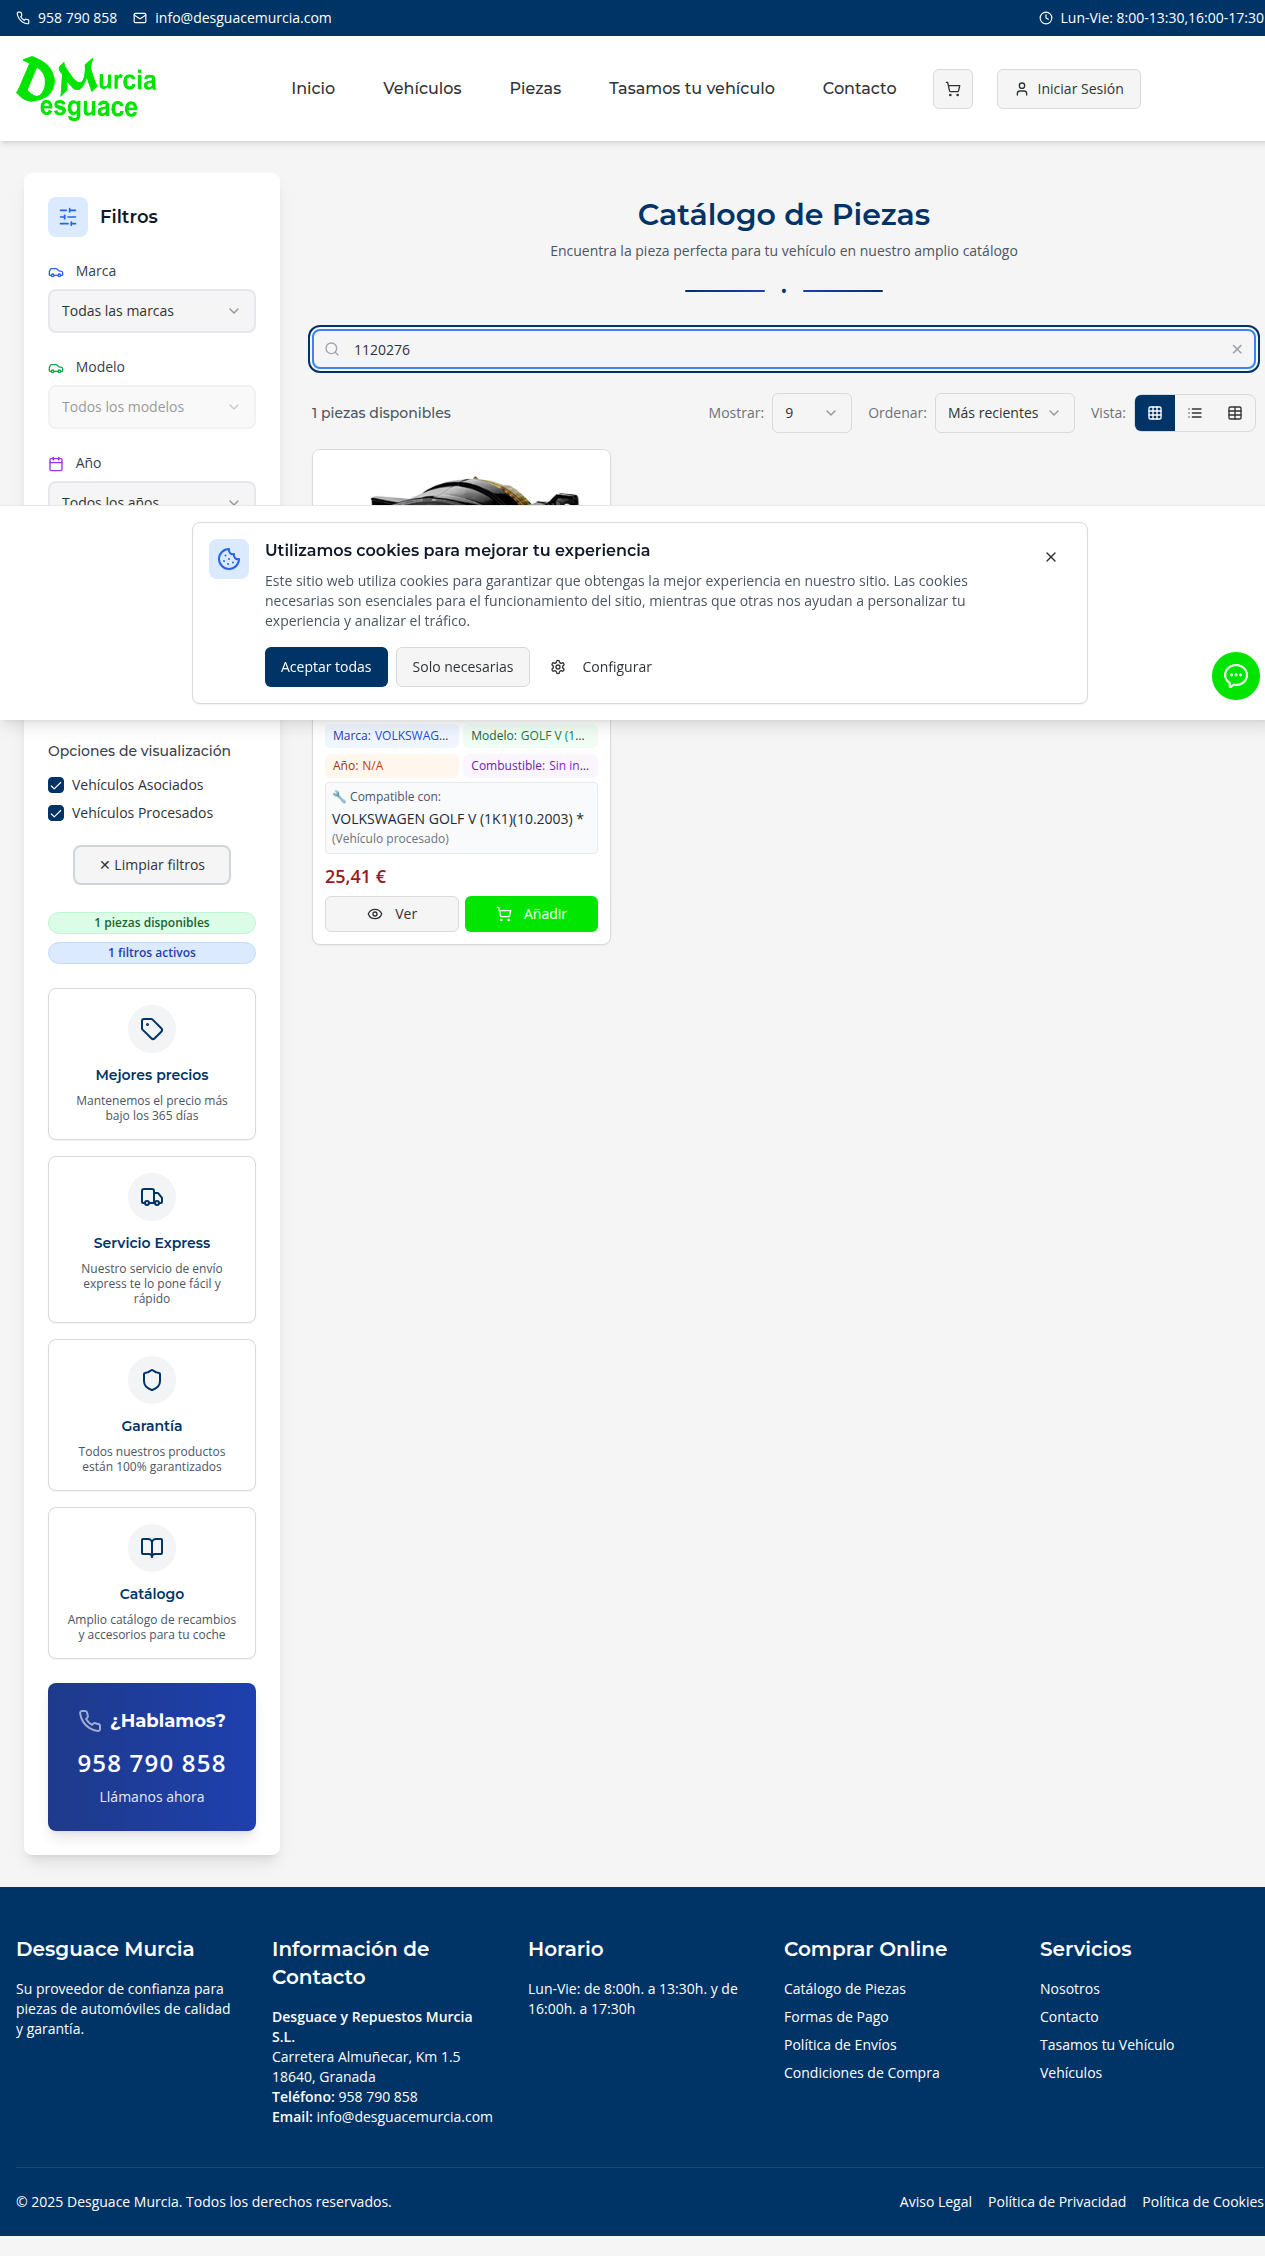 958 790 858
info@desguacemurcia.com
Lun-Vie: 8:00-13:30,16:00-17:30
DMurcia
esguace
Inicio
Vehículos
Piezas
Tasamos tu vehículo
Contacto
Iniciar Sesión
Filtros
Marca
Todas las marcas
Modelo
Todos los modelos
Año
Todos los años
Catálogo de Piezas
Encuentra la pieza perfecta para tu vehículo en nuestro amplio catálogo
1120276
1 piezas disponibles
Mostrar: 9
Ordenar: Más recientes
Vista:
Utilizamos cookies para mejorar tu experiencia
Este sitio web utiliza cookies para garantizar que obtengas la mejor experiencia en nuestro sitio. Las cookies
necesarias son esenciales para el funcionamiento del sitio, mientras que otras nos ayudan a personalizar tu
experiencia y analizar el tráfico.
Aceptar todas
Solo necesarias
Configurar
Opciones de visualización
Vehículos Asociados
Vehículos Procesados
✕ Limpiar filtros
1 piezas disponibles
1 filtros activos
Marca: VOLKSWAG...
Modelo: GOLF V (1...
Año: N/A
Combustible: Sin in...
🔧 Compatible con:
VOLKSWAGEN GOLF V (1K1)(10.2003) *
(Vehículo procesado)
25,41 €
Ver
Añadir
Mejores precios
Mantenemos el precio más
bajo los 365 días
Servicio Express
Nuestro servicio de envío
express te lo pone fácil y
rápido
Garantía
Todos nuestros productos
están 100% garantizados
Catálogo
Amplio catálogo de recambios
y accesorios para tu coche
¿Hablamos?
958 790 858
Llámanos ahora
Desguace Murcia
Su proveedor de confianza para
piezas de automóviles de calidad
y garantía.
Información de
Contacto
Desguace y Repuestos Murcia
S.L.
Carretera Almuñecar, Km 1.5
18640, Granada
Teléfono: 958 790 858
Email: info@desguacemurcia.com
Horario
Lun-Vie: de 8:00h. a 13:30h. y de
16:00h. a 17:30h
Comprar Online
Catálogo de Piezas
Formas de Pago
Política de Envíos
Condiciones de Compra
Servicios
Nosotros
Contacto
Tasamos tu Vehículo
Vehículos
© 2025 Desguace Murcia. Todos los derechos reservados.
Aviso Legal
Política de Privacidad
Política de Cookies